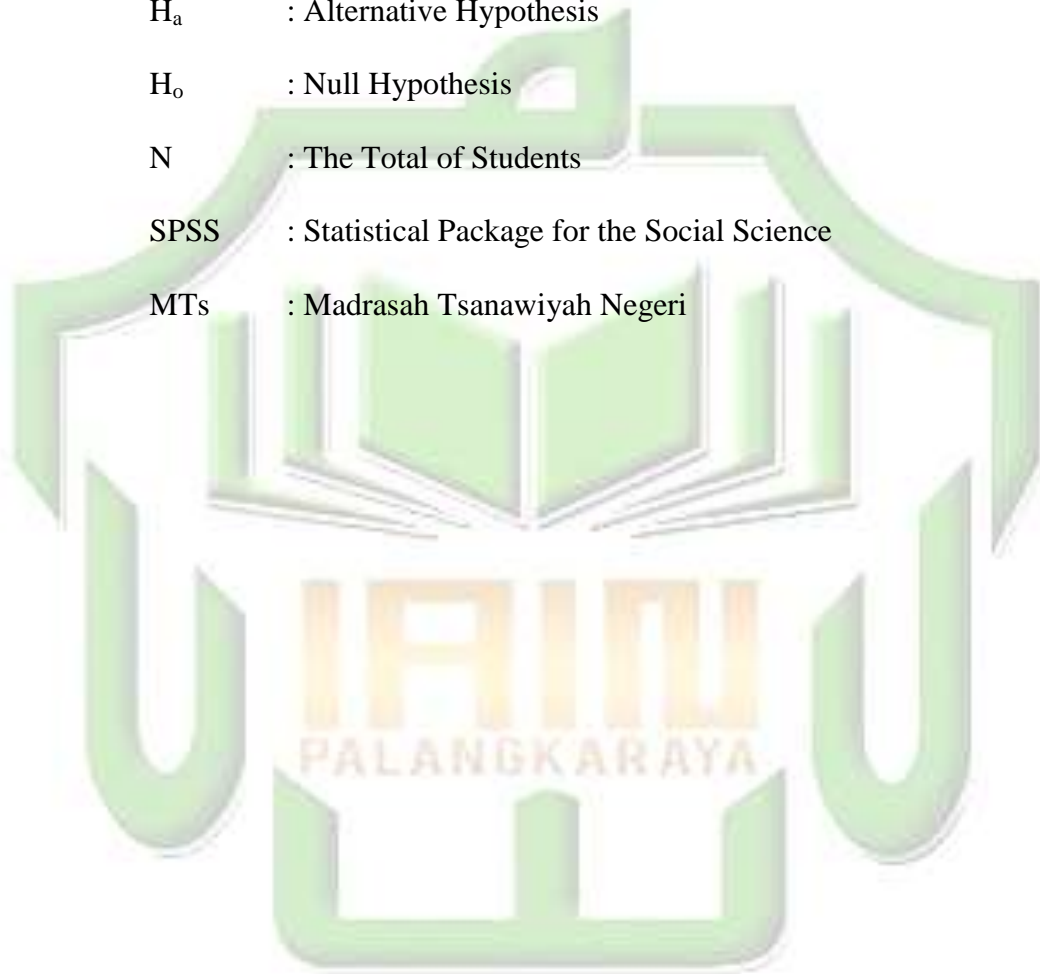 Hₐ : Alternative Hypothesis
Hₒ : Null Hypothesis
N : The Total of Students
SPSS : Statistical Package for the Social Science
MTs : Madrasah Tsanawiyah Negeri
IAIN
PALANGKARAYA